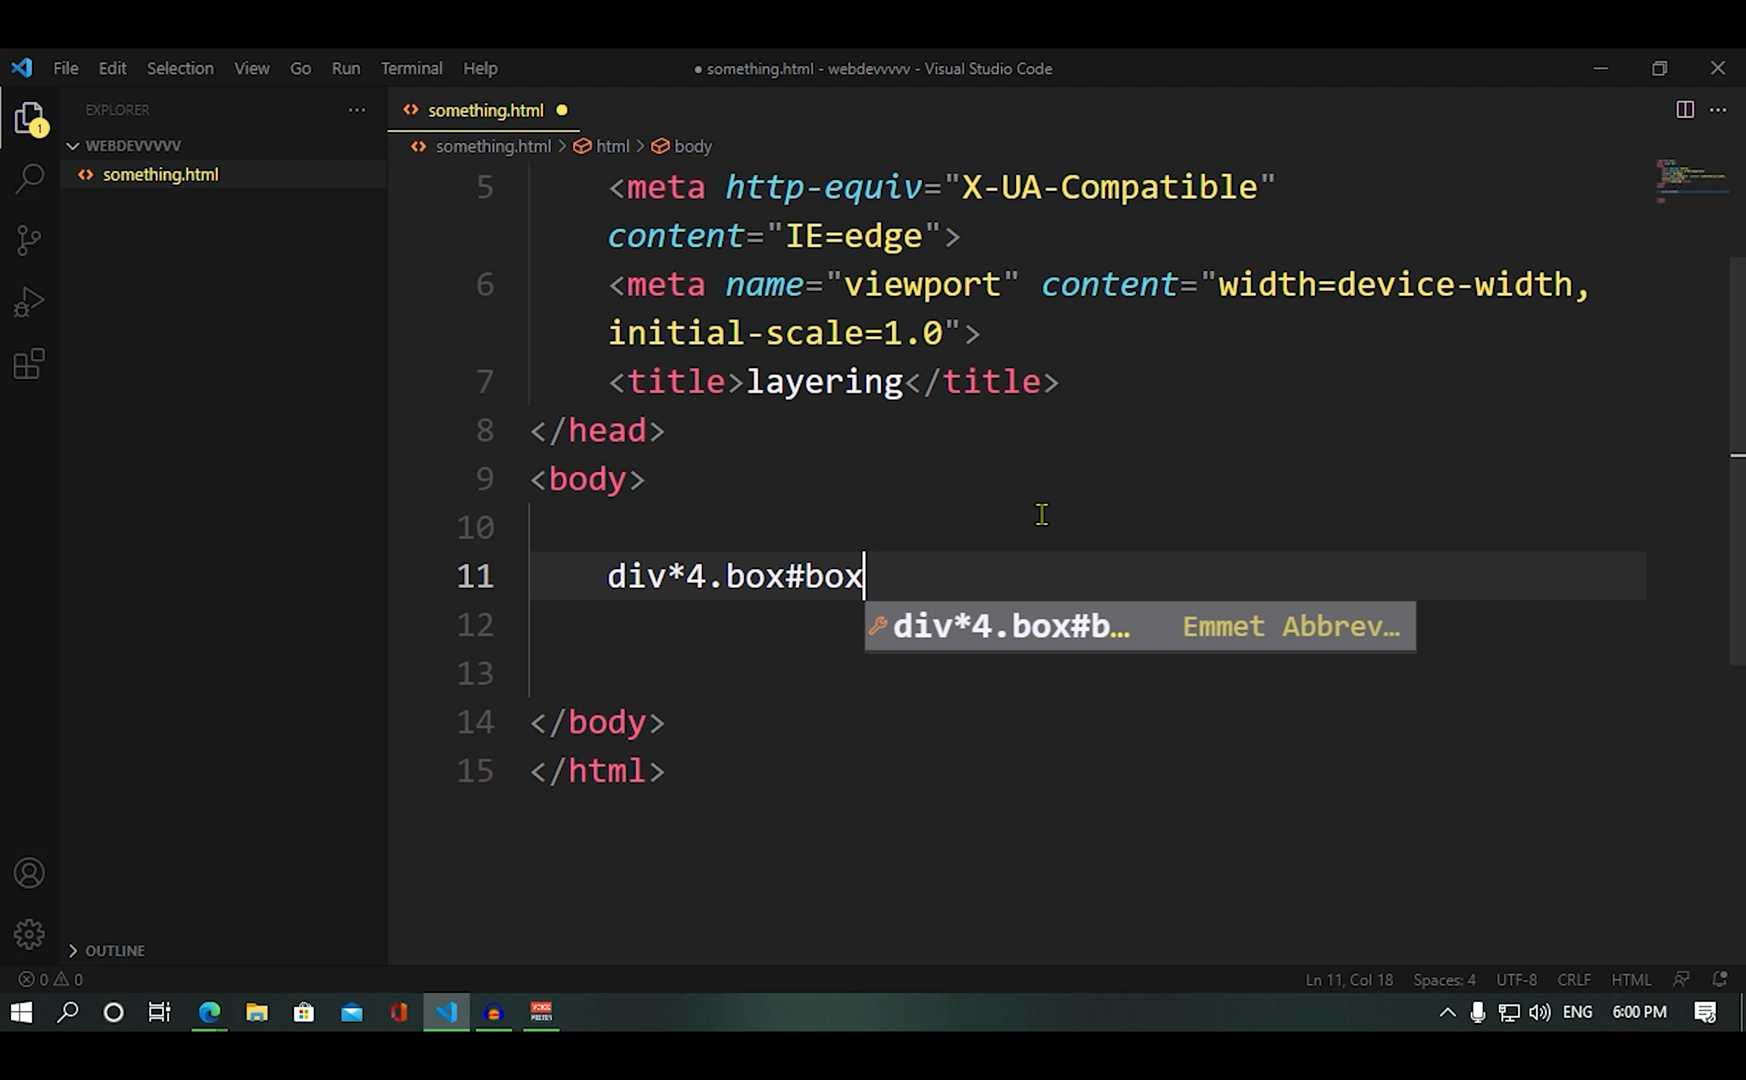 File Edit Selection View Go Run Terminal Help
● something.html - webdevvvvv - Visual Studio Code
EXPLORER ...
1
WEBDEVVVVV
something.html
something.html ●
something.html > html > body
5 <meta http-equiv="X-UA-Compatible"
content="IE=edge">
6 <meta name="viewport" content="width=device-width,
initial-scale=1.0">
7 <title>layering</title>
8 </head>
9 <body>
10
11 div*4.box#box
div*4.box#b... Emmet Abbrev...
12
13
14 </body>
15 </html>
OUTLINE
0 0
Ln 11, Col 18 Spaces: 4 UTF-8 CRLF HTML
ENG 6:00 PM